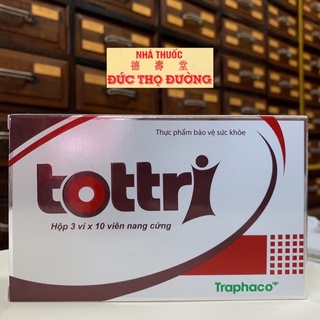 NHÀ THUỐC
德壽堂
ĐỨC THỌ ĐƯỜNG
Thực phẩm bảo vệ sức khỏe
tottri
Hộp 3 vỉ x 10 viên nang cứng
Traphaco